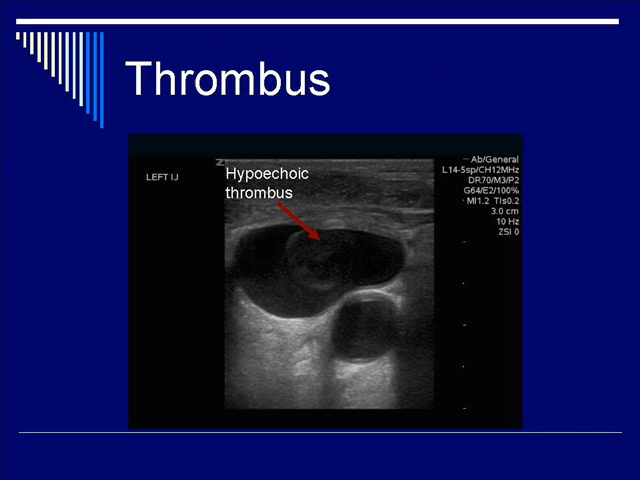 Thrombus
LEFT IJ
Hypoechoic
thrombus
Ab/General
L14-5sp/CH12MHz
DR70/M3/P2
G64/E2/100%
MI1.2 TIs0.2
3.0 cm
10 Hz
ZSI 0